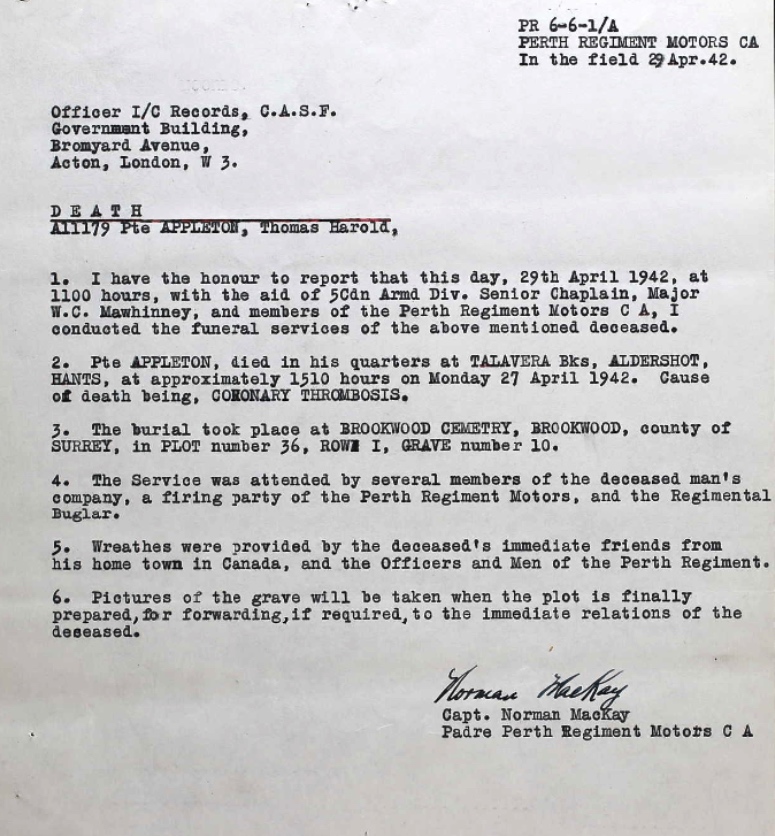 PR 6-6-1/A
PERTH REGIMENT MOTORS CA
In the field 29 Apr.42.
Officer I/C Records, C.A.S.F.
Government Building,
Bromyard Avenue,
Acton, London, W 3.
D E A T H
A11179 Pte APPLETON, Thomas Harold,
1. I have the honour to report that this day, 29th April 1942, at
1100 hours, with the aid of 5Cdn Armd Div. Senior Chaplain, Major
W.C. Mawhinney, and members of the Perth Regiment Motors C A, I
conducted the funeral services of the above mentioned deceased.
2. Pte APPLETON, died in his quarters at TALAVERA Bks, ALDERSHOT,
HANTS, at approximately 1510 hours on Monday 27 April 1942. Cause
of death being, CORONARY THROMBOSIS.
3. The burial took place at BROOKWOOD CEMETRY, BROOKWOOD, county of
SURREY, in PLOT number 36, ROW I, GRAVE number 10.
4. The Service was attended by several members of the deceased man's
company, a firing party of the Perth Regiment Motors, and the Regimental
Buglar.
5. Wreathes were provided by the deceased's immediate friends from
his home town in Canada, and the Officers and Men of the Perth Regiment.
6. Pictures of the grave will be taken when the plot is finally
prepared, for forwarding, if required, to the immediate relations of the
deceased.
Norman MacKay
Capt. Norman MacKay
Padre Perth Regiment Motors C A